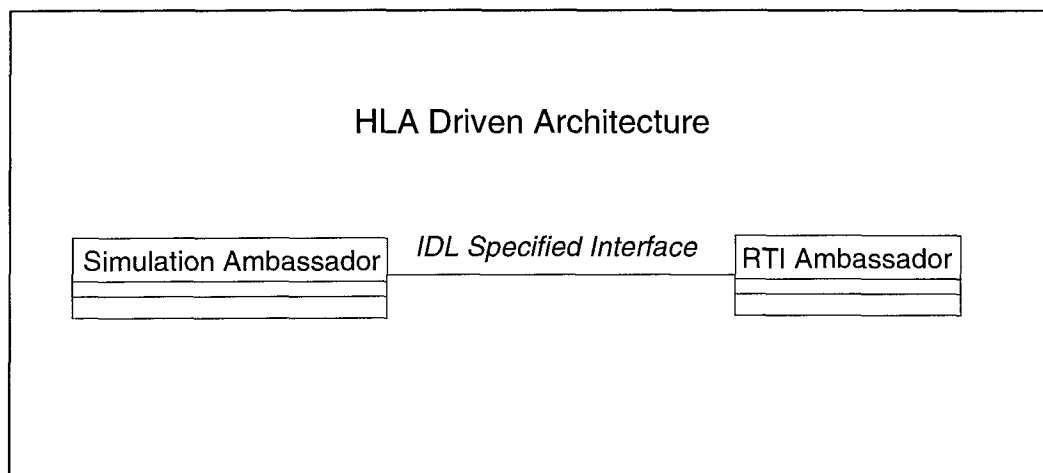 HLA Driven Architecture
IDL Specified Interface
Simulation Ambassador
RTI Ambassador